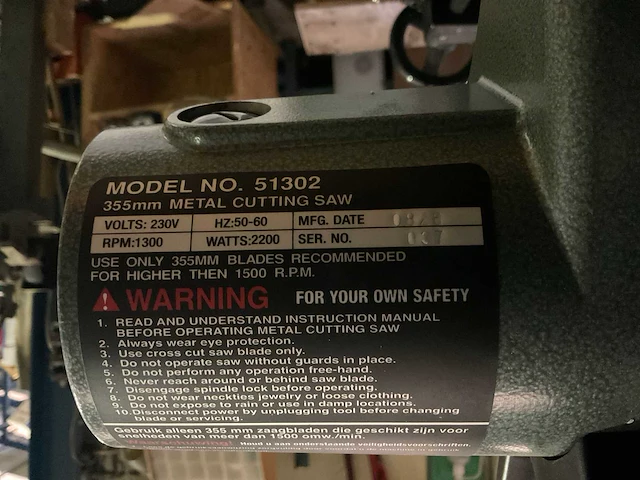 MODEL NO. 51302
355mm METAL CUTTING SAW
VOLTS: 230V HZ:50-60 MFG. DATE
RPM:1300 WATTS:2200 SER. NO.
USE ONLY 355MM BLADES RECOMMENDED
FOR HIGHER THEN 1500 R.P.M.
WARNING FOR YOUR OWN SAFETY
1. READ AND UNDERSTAND INSTRUCTION MANUAL
BEFORE OPERATING METAL CUTTING SAW
2. Always wear eye protection.
3. Use cross cut saw blade only.
4. Do not operate saw without guards in place.
5. Do not perform any operation free-hand.
6. Never reach around or behind saw blade.
7. Disengage spindle lock before operating.
8. Do not wear neckties jewelry or loose clothing.
9. Do not expose to rain or use in damp locations.
10.Disconnect power by unplugging tool before changing
blade or servicing.
Gebruik alleen 355 mm zaagbladen die geschikt zijn voor
snelheden van meer dan 1500 omw./min.
Houd u aan onderstaande veiligheidsvoorschriften.